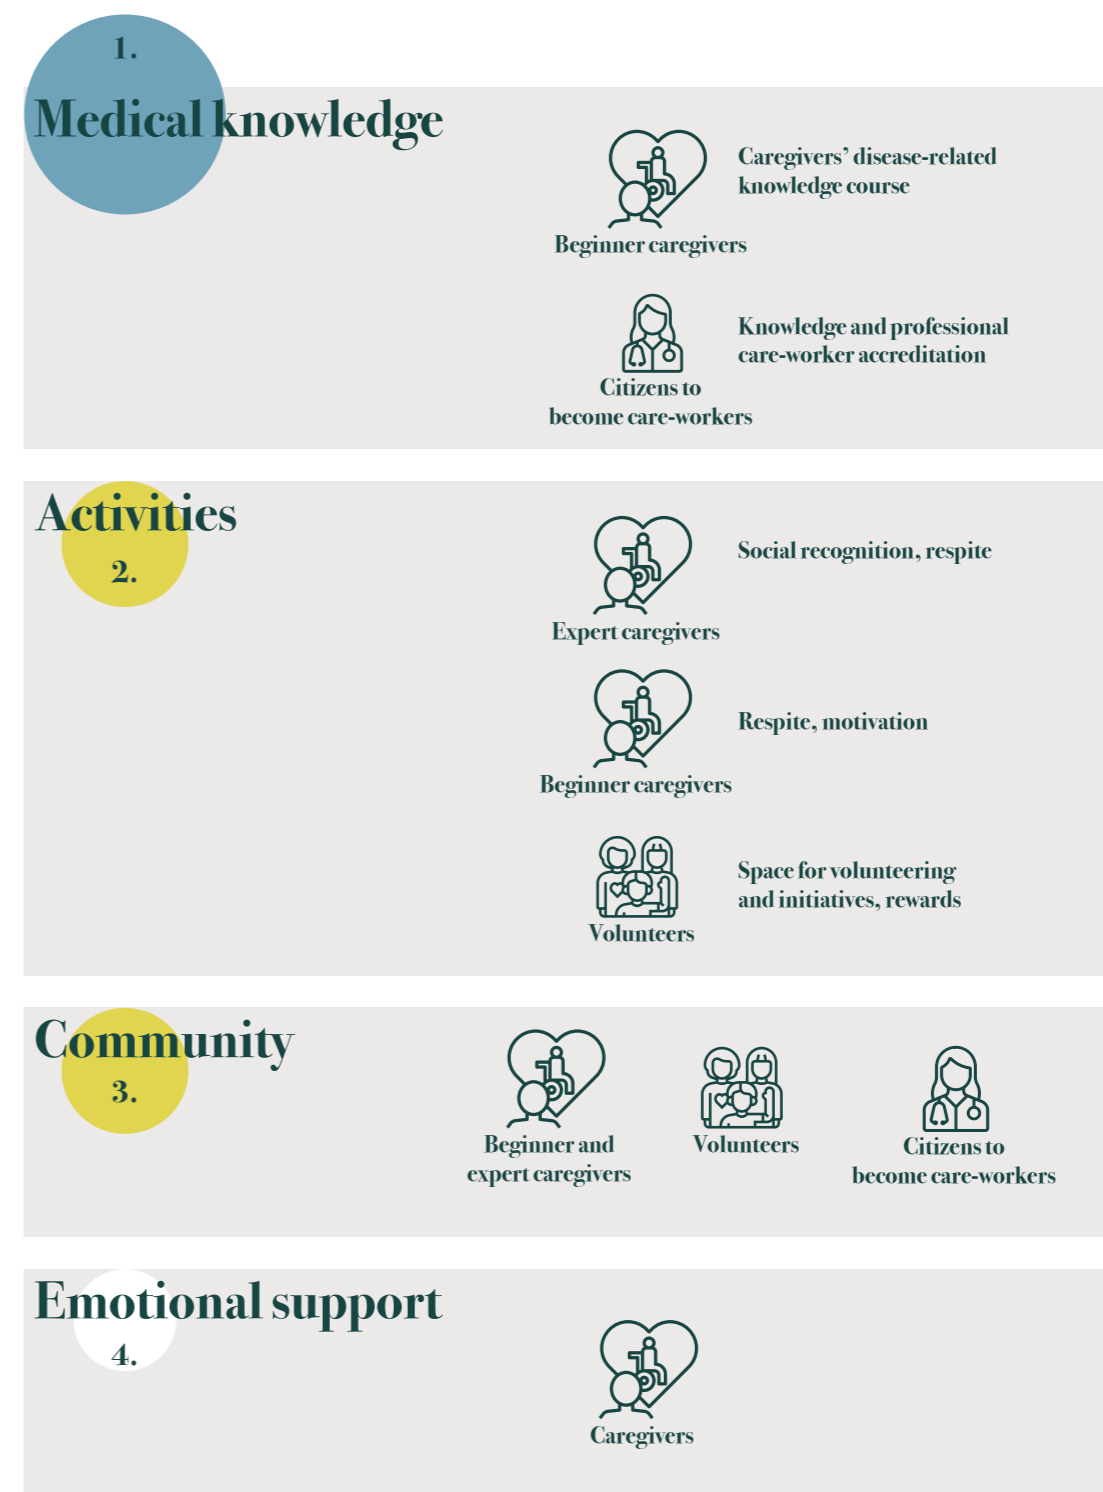 1.
Medical knowledge
Caregivers’ disease-related
knowledge course
Beginner caregivers
Knowledge and professional
care-worker accreditation
Citizens to
become care-workers
Activities
2.
Social recognition, respite
Expert caregivers
Respite, motivation
Beginner caregivers
Space for volunteering
and initiatives, rewards
Volunteers
Community
3.
Beginner and
expert caregivers
Volunteers
Citizens to
become care-workers
Emotional support
4.
Caregivers